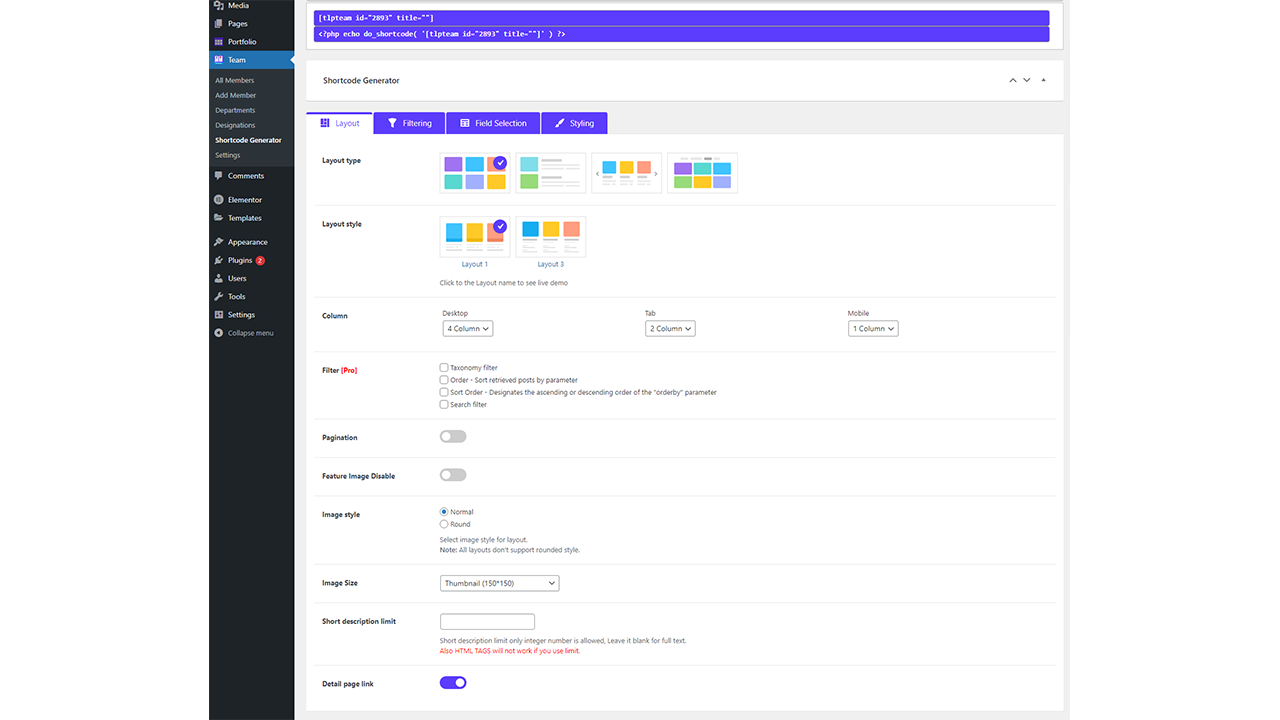 Media
Pages
Portfolio
Team
All Members
Add Member
Departments
Designations
Shortcode Generator
Settings
Comments
Elementor
Templates
Appearance
Plugins 2
Users
Tools
Settings
Collapse menu
[tlpteam id="2893" title=""]
<?php echo do_shortcode( '[tlpteam id="2893" title=""]' ) ?>
Shortcode Generator
Layout Filtering Field Selection Styling
Layout type
Layout style
Layout 1 Layout 3
Click to the Layout name to see live demo
Column
Desktop Tab Mobile
4 Column 2 Column 1 Column
Filter [Pro]
Taxonomy filter
Order - Sort retrieved posts by parameter
Sort Order - Designates the ascending or descending order of the "orderby" parameter
Search filter
Pagination
Feature Image Disable
Image style
Normal
Round
Select image style for layout.
Note: All layouts don't support rounded style.
Image Size Thumbnail (150*150)
Short description limit
Short description limit only integer number is allowed, Leave it blank for full text.
Also HTML TAGS will not work if you use limit.
Detail page link